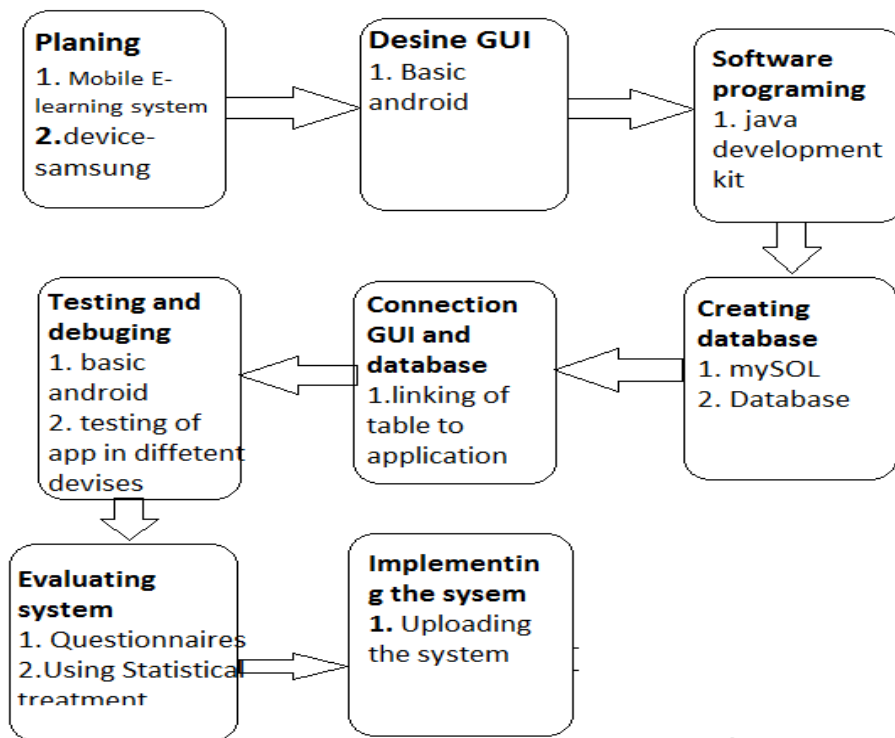 Planing
1. Mobile E-
learning system
2.device-
samsung
Desine GUI
1. Basic
android
Software
programing
1. java
development
kit
Creating
database
1. mySOL
2. Database
Connection
GUI and
database
1.linking of
table to
application
Testing and
debuging
1. basic
android
2. testing of
app in diffetent
devises
Evaluating
system
1. Questionnaires
2.Using Statistical
treatment
Implementin
g the sysem
1. Uploading
the system